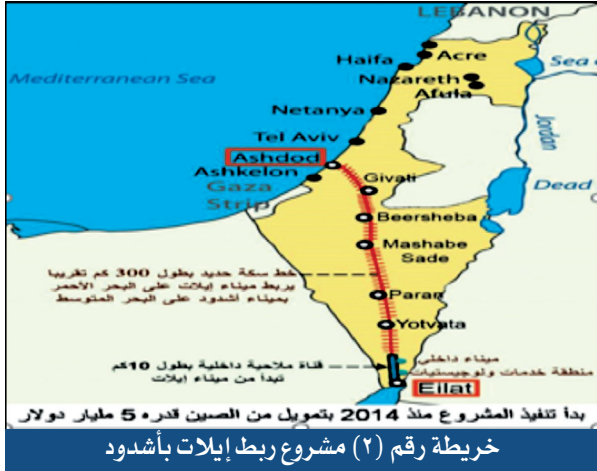 LEBANON
Acre
Haifa
Sea
Nazareth
Afula
Mediterranean Sea
Netanya
Jordan
Tel Aviv
Ashdod
Ashkelon
Givati
Dead
Gaza
Strip
Beersheba
Mashabe
Sade
خط سكة حديد بطول 300 كم تقريبا
يربط ميناء إيلات على البحر الأحمر
بميناء أشدود على البحر المتوسط
Paran
Yotvata
ميناء داخلي
منطقة خدمات ولوجيستيات
قناة ملاحية داخلية بطول 10كم
تبدأ من ميناء إيلات
Eilat
بدأ تنفيذ المشروع منذ 2014 بتمويل من الصين قدره 5 مليار دولار
خريطة رقم (٢) مشروع ربط إيلات بأشدود